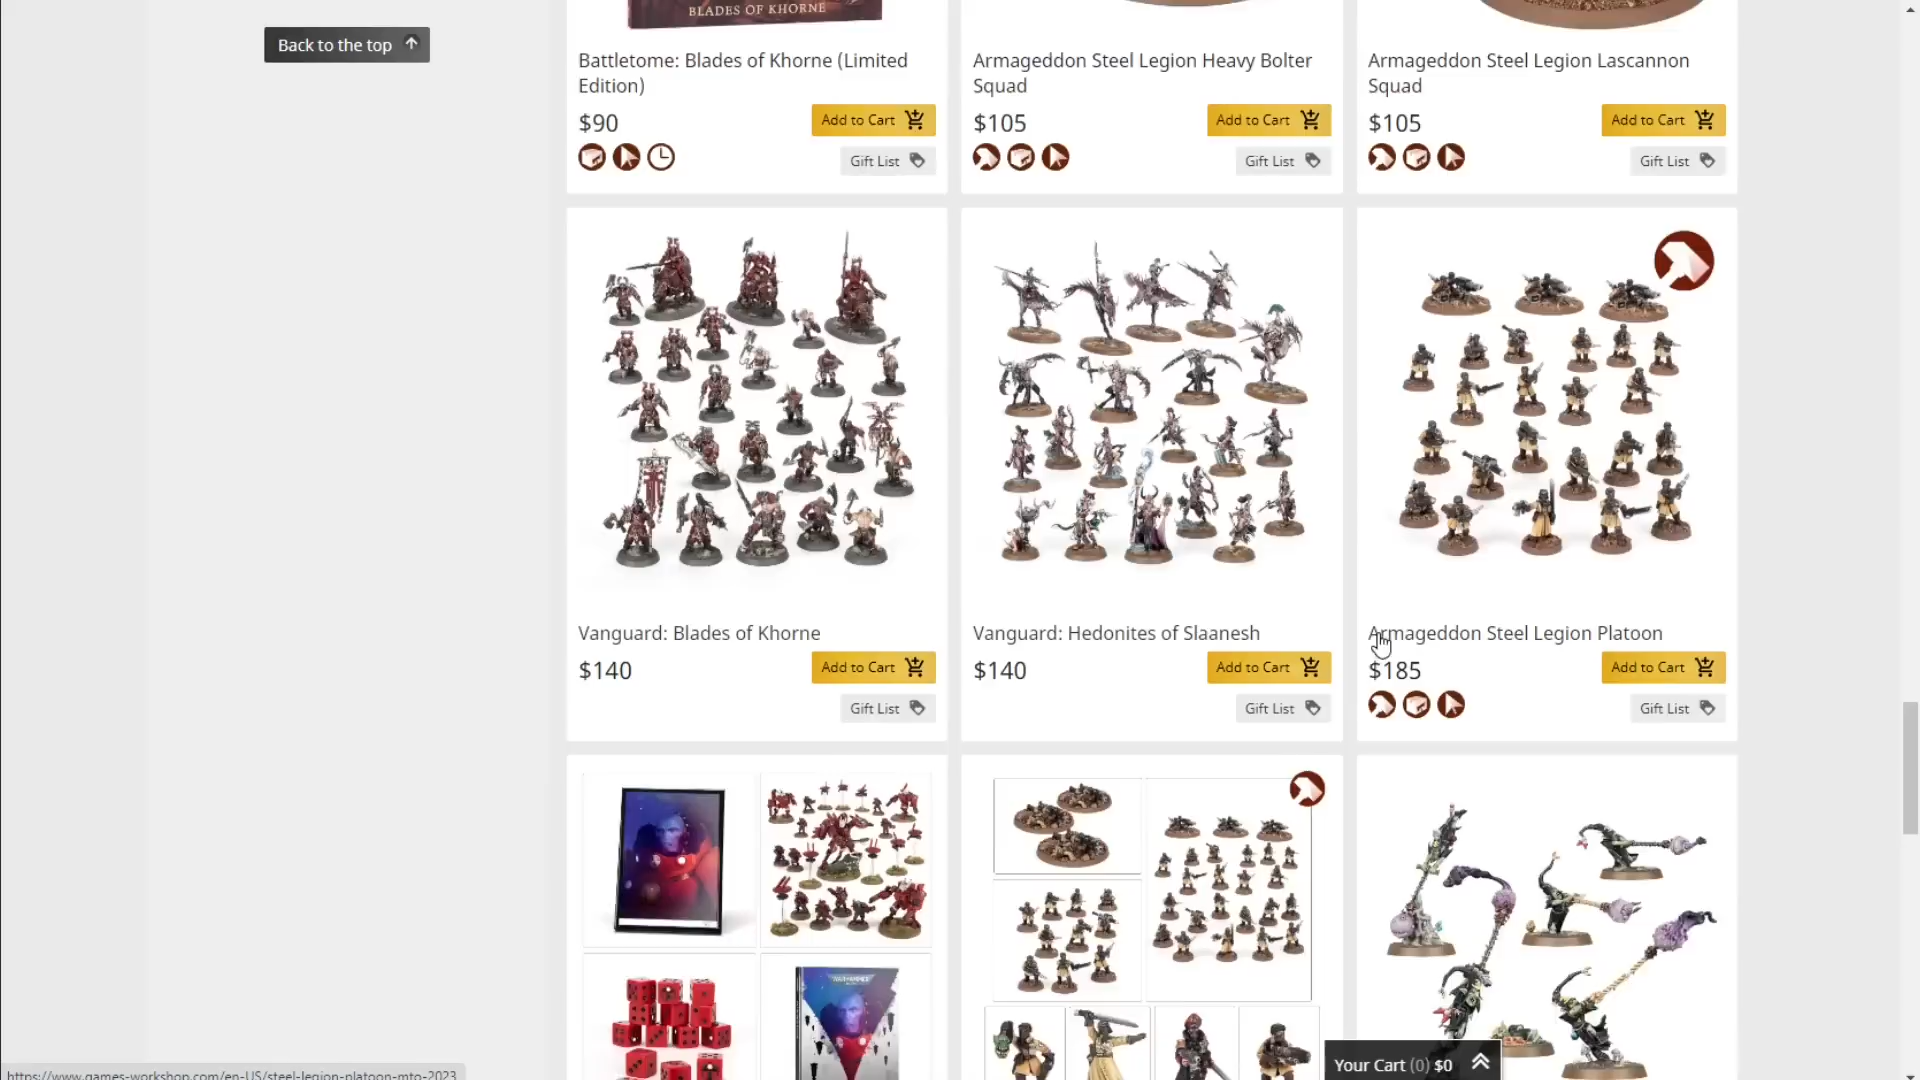 BLADES OF KHORNE
Back to the top
Battletome: Blades of Khorne (Limited
Edition)
$90
Add to Cart
Gift List
Armageddon Steel Legion Heavy Bolter
Squad
$105
Add to Cart
Gift List
Armageddon Steel Legion Lascannon
Squad
$105
Add to Cart
Gift List
Vanguard: Blades of Khorne
$140
Add to Cart
Gift List
Vanguard: Hedonites of Slaanesh
$140
Add to Cart
Gift List
Armageddon Steel Legion Platoon
$185
Add to Cart
Gift List
WARHAMMER
Your Cart (0) $0
https://www.games-workshop.com/en-US/steel-legion-platoon-mto-2023